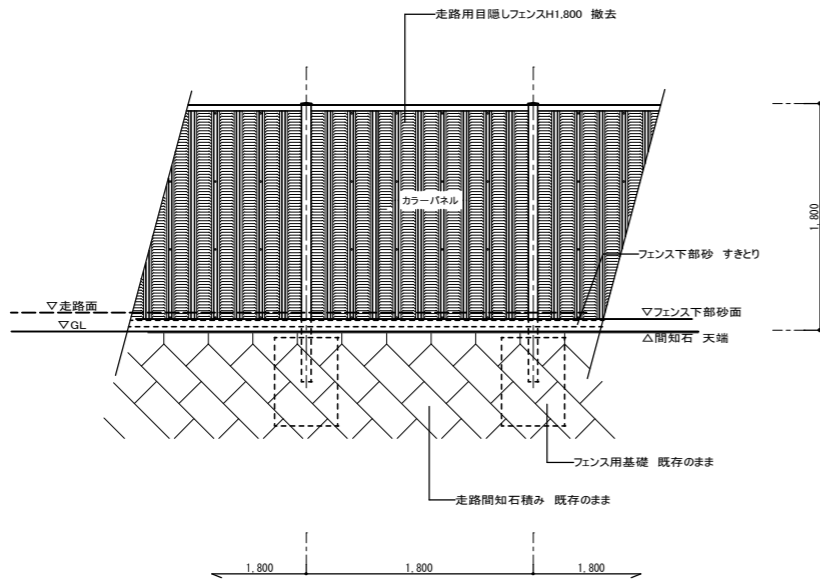 走路用目隠しフェンスH1,800 撤去
カラーパネル
1,800
フェンス下部砂 すきとり
▽走路面
▽フェンス下部砂面
▽GL
△間知石 天端
フェンス用基礎 既存のまま
走路間知石積み 既存のまま
1,800
1,800
1,800